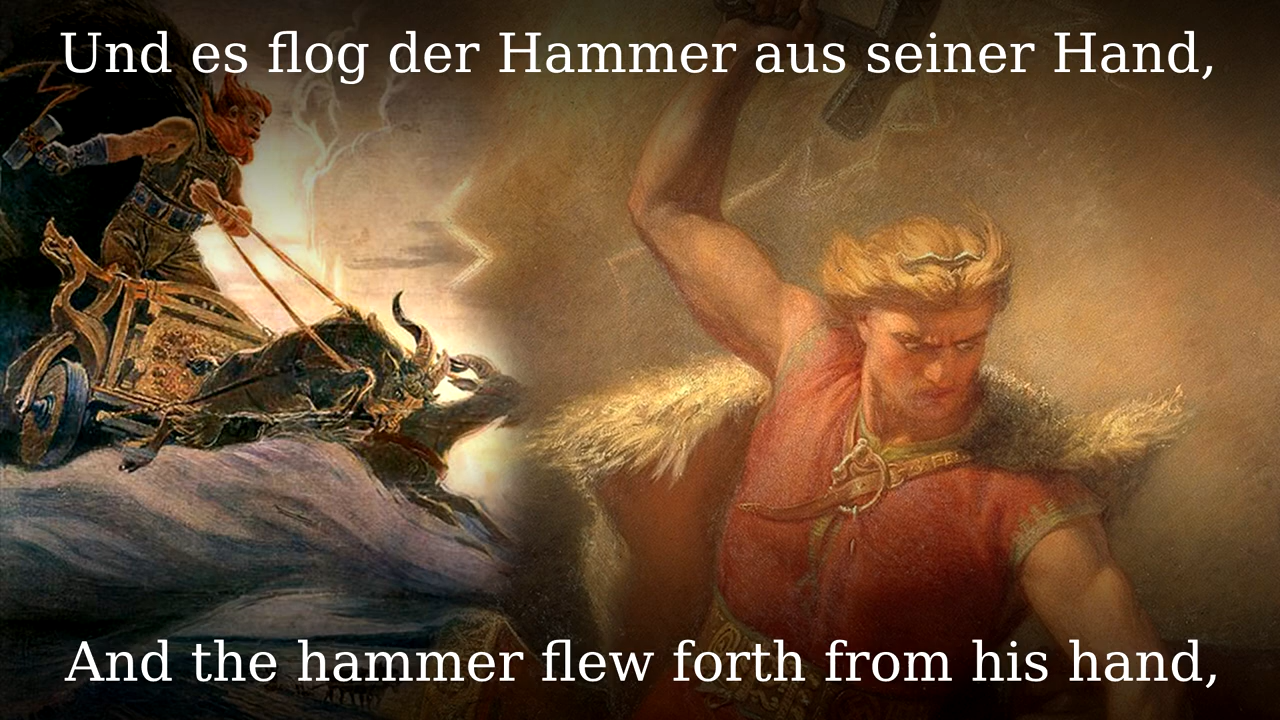 Und es flog der Hammer aus seiner Hand,
And the hammer flew forth from his hand,